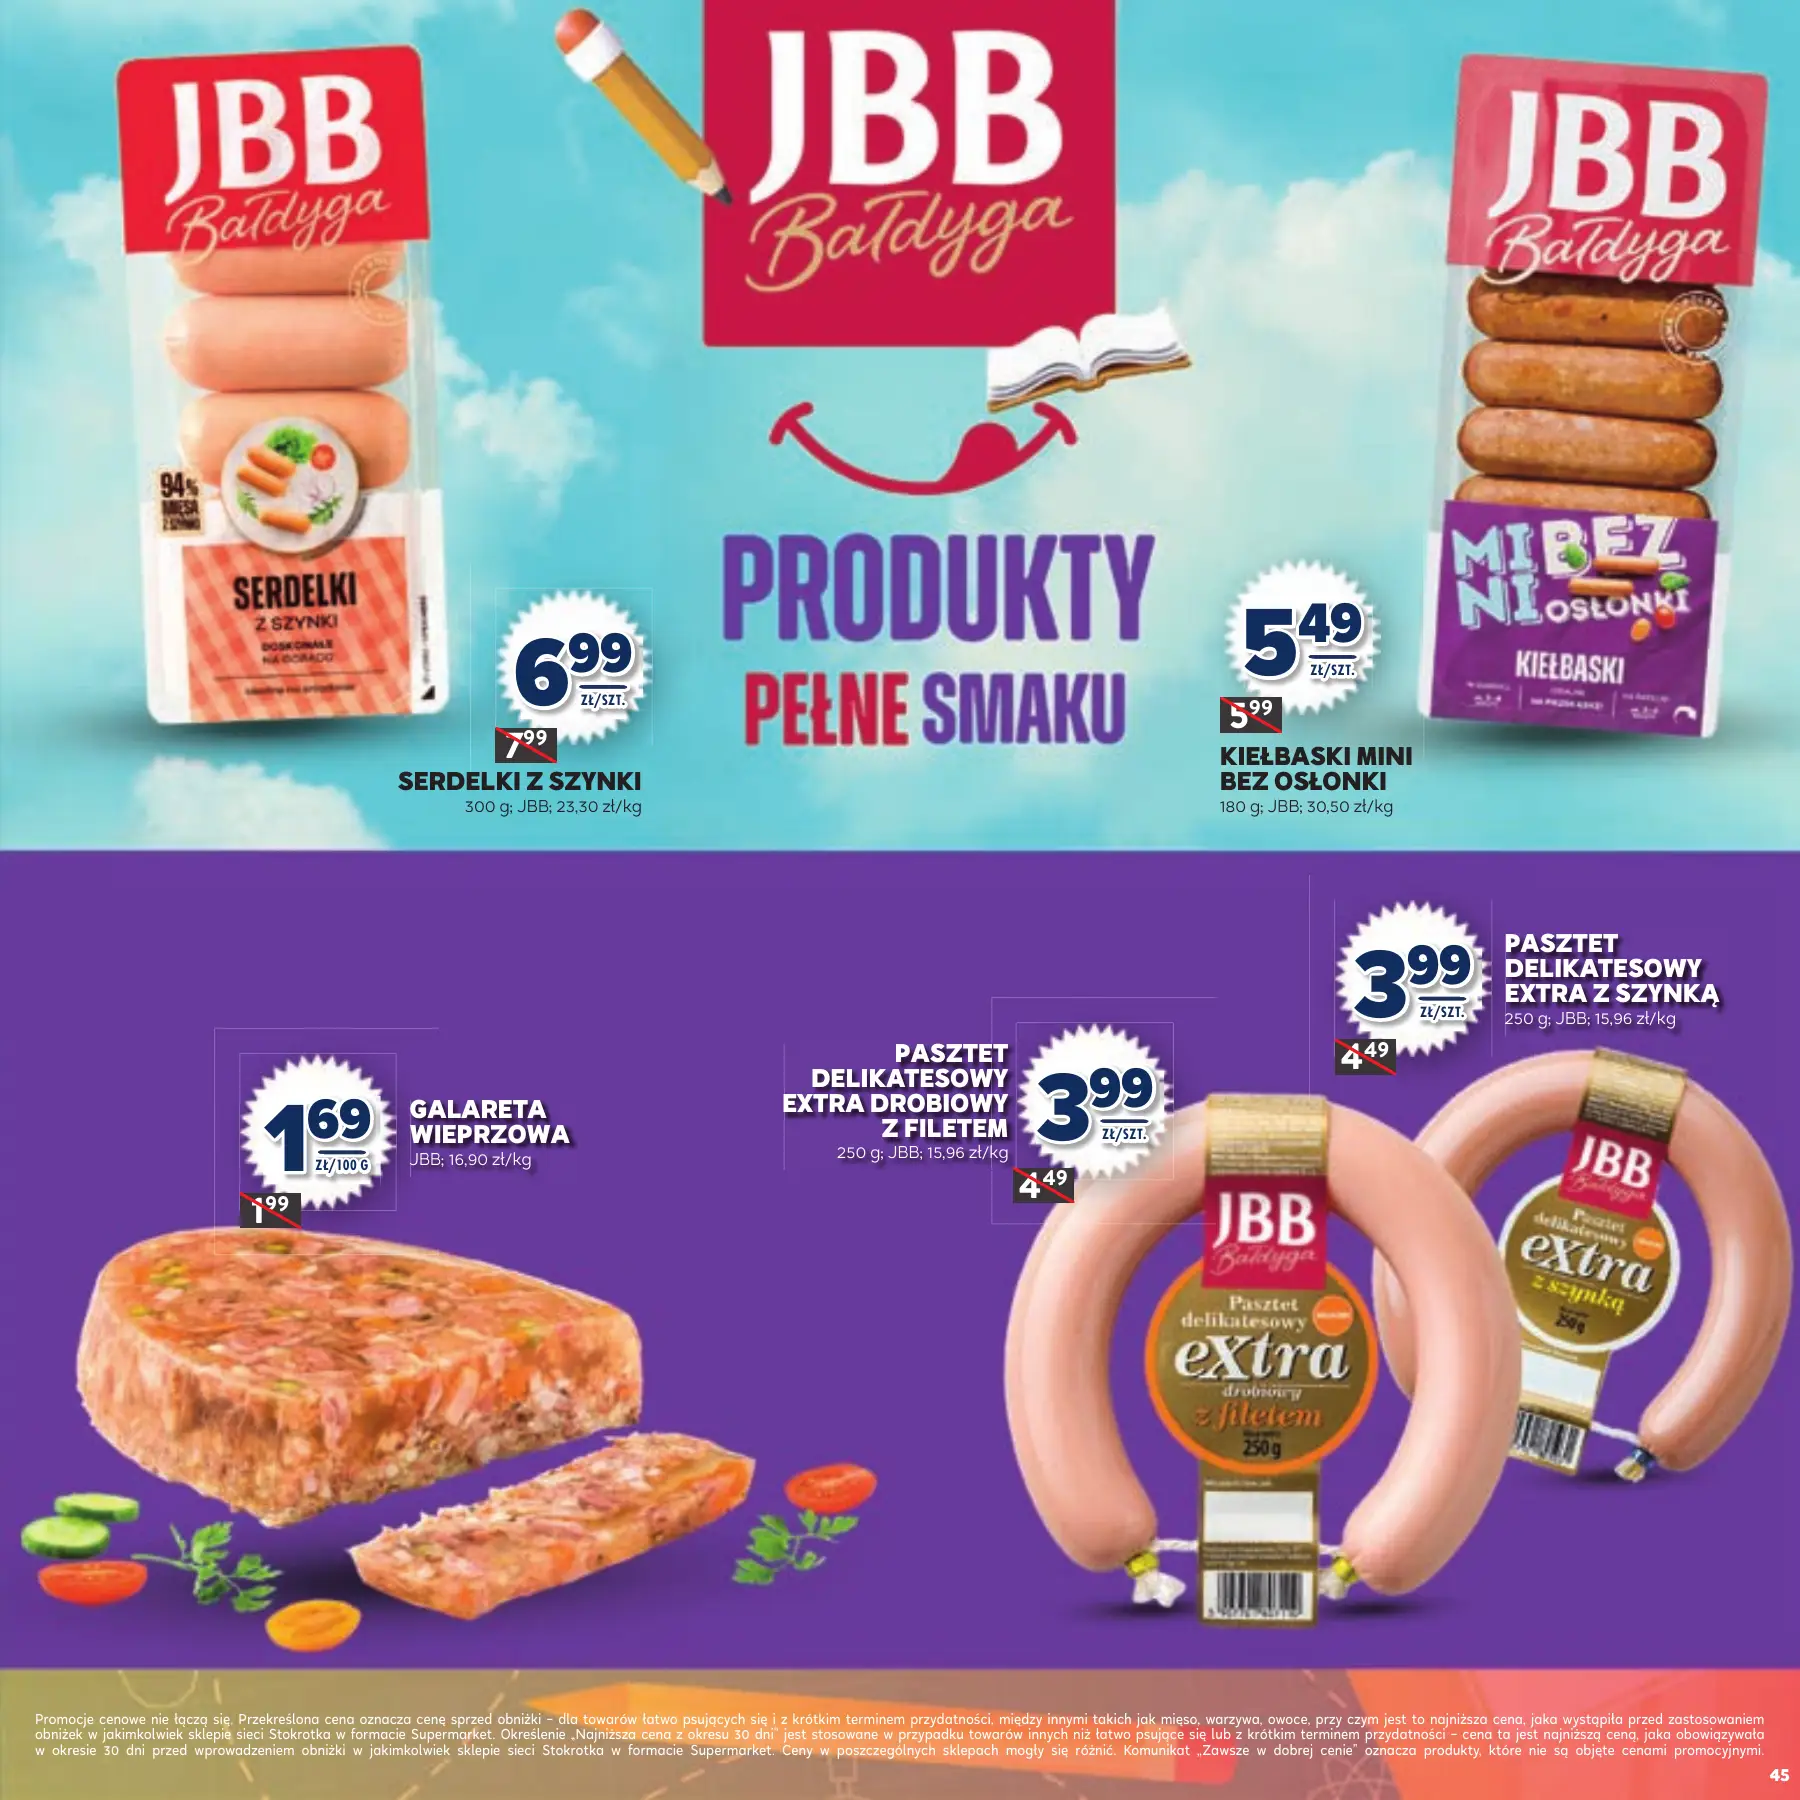 JBB
Bałdyga
94%
MIĘSA
Z SZYNKI
SERDELKI
Z SZYNKI
DOSKONAŁE
NA GORĄCO
6 99
ZŁ/SZT.
7 99
SERDELKI Z SZYNKI
300 g; JBB; 23,30 zł/kg
JBB
Bałdyga
PRODUKTY
PEŁNE SMAKU
JBB
Bałdyga
MINI BEZ
OSŁONKI
KIEŁBASKI
5 49
ZŁ/SZT.
5 99
KIEŁBASKI MINI
BEZ OSŁONKI
180 g; JBB; 30,50 zł/kg
1 69
ZŁ/100 G
1 99
GALARETA
WIEPRZOWA
JBB; 16,90 zł/kg
PASZTET
DELIKATESOWY
EXTRA DROBIOWY
Z FILETEM
250 g; JBB; 15,96 zł/kg
3 99
ZŁ/SZT.
4 49
3 99
ZŁ/SZT.
4 49
PASZTET
DELIKATESOWY
EXTRA Z SZYNKĄ
250 g; JBB; 15,96 zł/kg
JBB
Bałdyga
Pasztet
delikatesowy
eXtra
drobiowy
z filetem
250 g
JBB
Bałdyga
Pasztet
delikatesowy
eXtra
z szynką
250g
Promocje cenowe nie łączą się. Przekreślona cena oznacza cenę sprzed obniżki – dla towarów łatwo psujących się i z krótkim terminem przydatności, między innymi takich jak mięso, warzywa, owoce, przy czym jest to najniższa cena, jaka wystąpiła przed zastosowaniem
obniżek w jakimkolwiek sklepie sieci Stokrotka w formacie Supermarket. Określenie „Najniższa cena z okresu 30 dni” jest stosowane w przypadku towarów innych niż łatwo psujące się lub z krótkim terminem przydatności – cena ta jest najniższą ceną, jaka obowiązywała
w okresie 30 dni przed wprowadzeniem obniżki w jakimkolwiek sklepie sieci Stokrotka w formacie Supermarket. Ceny w poszczególnych sklepach mogły się różnić. Komunikat „Zawsze w dobrej cenie” oznacza produkty, które nie są objęte cenami promocyjnymi.
45